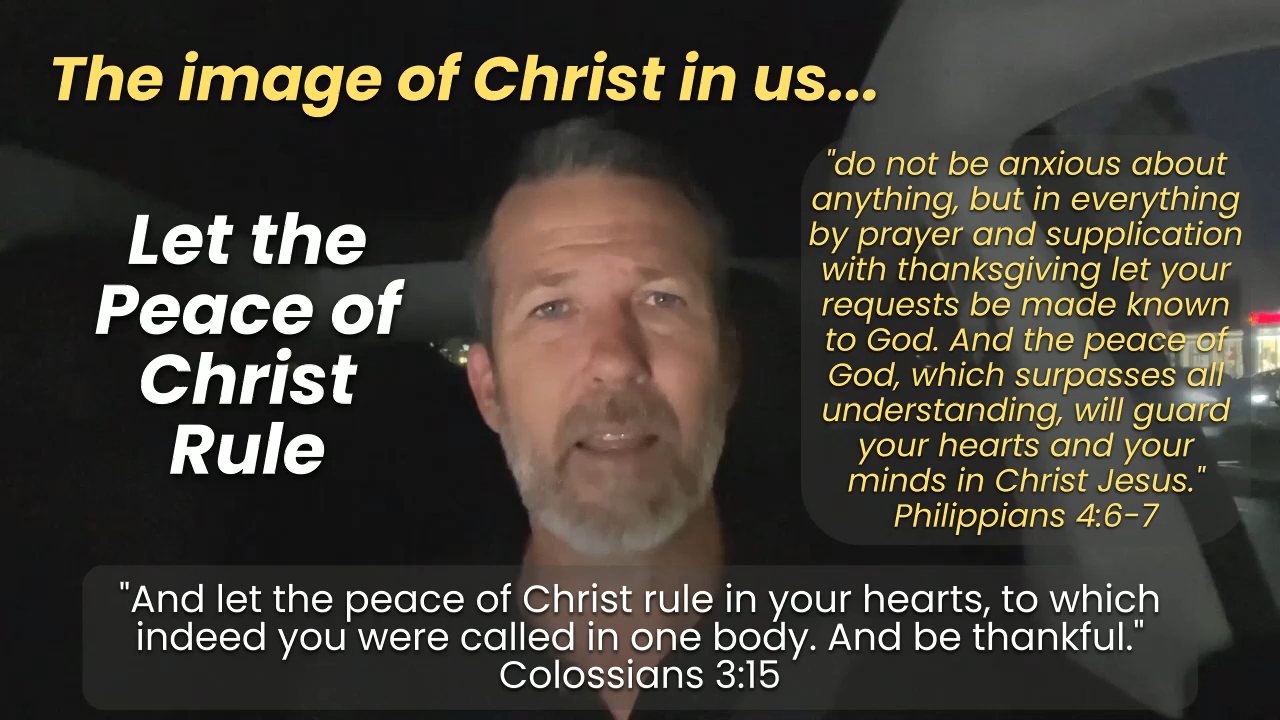 The image of Christ in us...
Let the
Peace of
Christ
Rule
"do not be anxious about
anything, but in everything
by prayer and supplication
with thanksgiving let your
requests be made known
to God. And the peace of
God, which surpasses all
understanding, will guard
your hearts and your
minds in Christ Jesus."
Philippians 4:6-7
"And let the peace of Christ rule in your hearts, to which
indeed you were called in one body. And be thankful."
Colossians 3:15